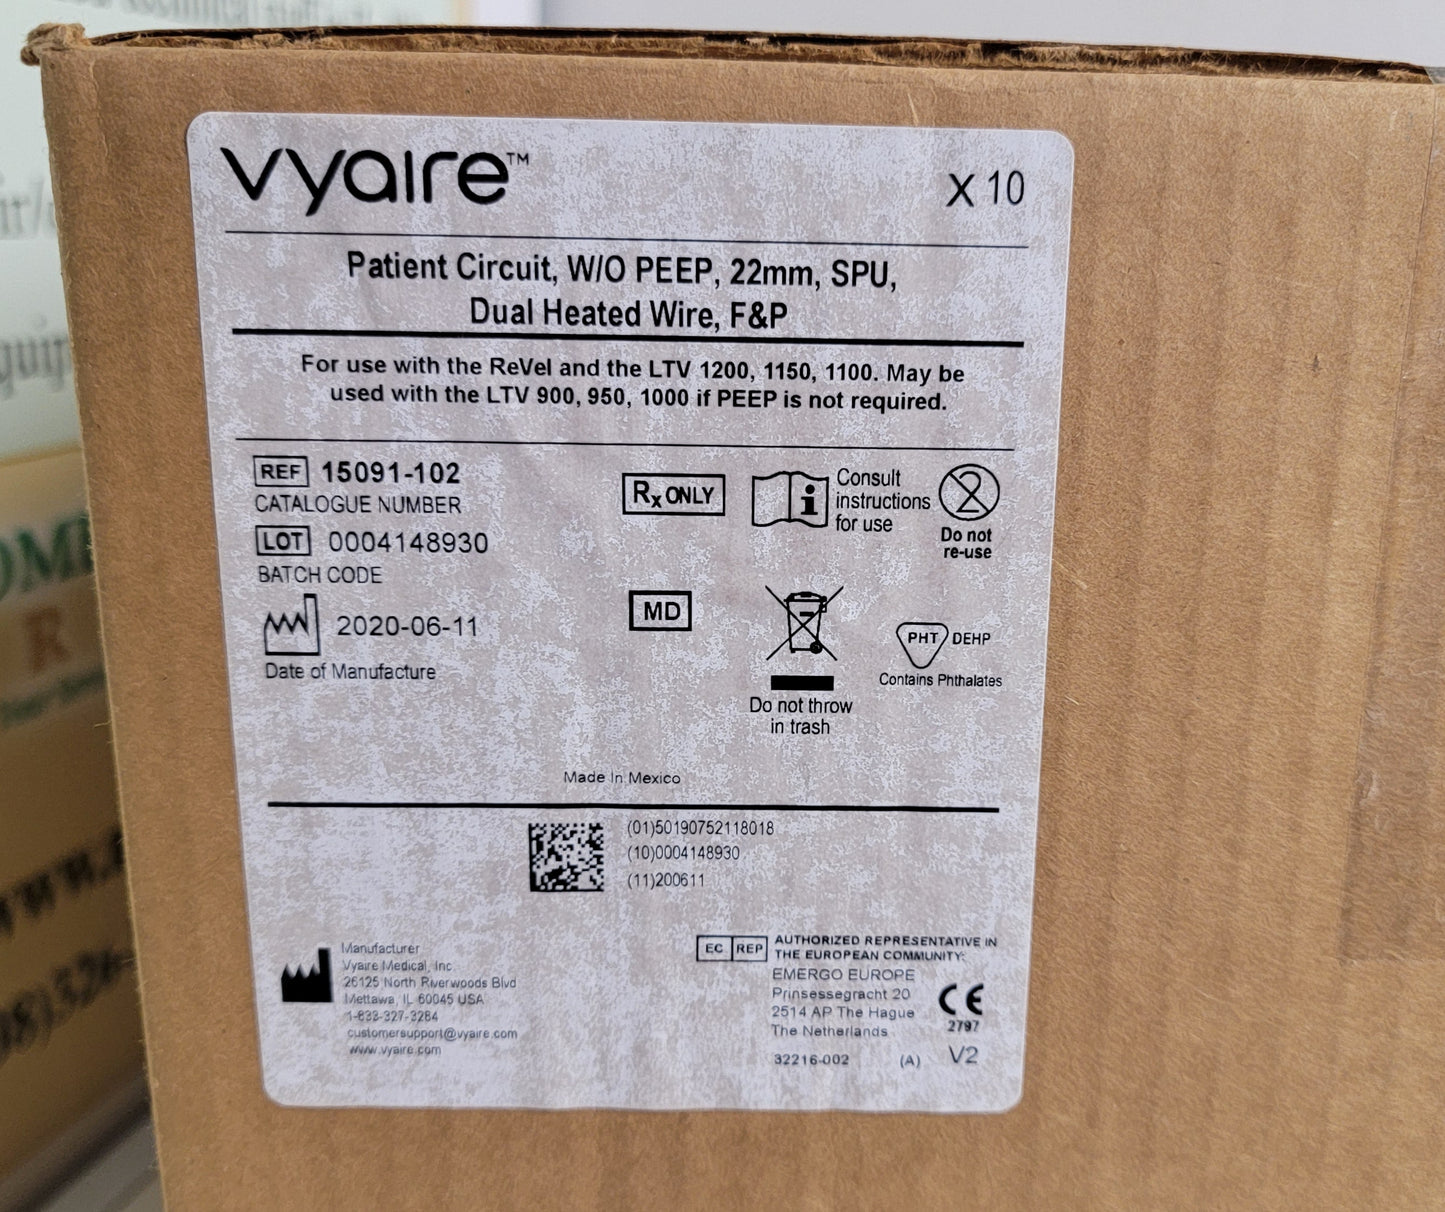 vyaire™
X 10
Patient Circuit, W/O PEEP, 22mm, SPU,
Dual Heated Wire, F&P
For use with the ReVel and the LTV 1200, 1150, 1100. May be
used with the LTV 900, 950, 1000 if PEEP is not required.
REF 15091-102
CATALOGUE NUMBER
LOT 0004148930
BATCH CODE
2020-06-11
Date of Manufacture
Rx ONLY
Consult
instructions
for use
2
Do not
re-use
MD
Do not throw
in trash
PHT DEHP
Contains Phthalates
Made In Mexico
(01)50190752118018
(10)0004148930
(11)200611
Manufacturer
Vyaire Medical, Inc
26125 North Riverwoods Blvd
Mettawa, IL 60045 USA
1-833-327-3284
customersupport@vyaire.com
www.vyaire.com
EC REP
AUTHORIZED REPRESENTATIVE IN
THE EUROPEAN COMMUNITY:
EMERGO EUROPE
Prinsessegracht 20
2514 AP The Hague
The Netherlands
CE
2797
32216-002 (A) V2